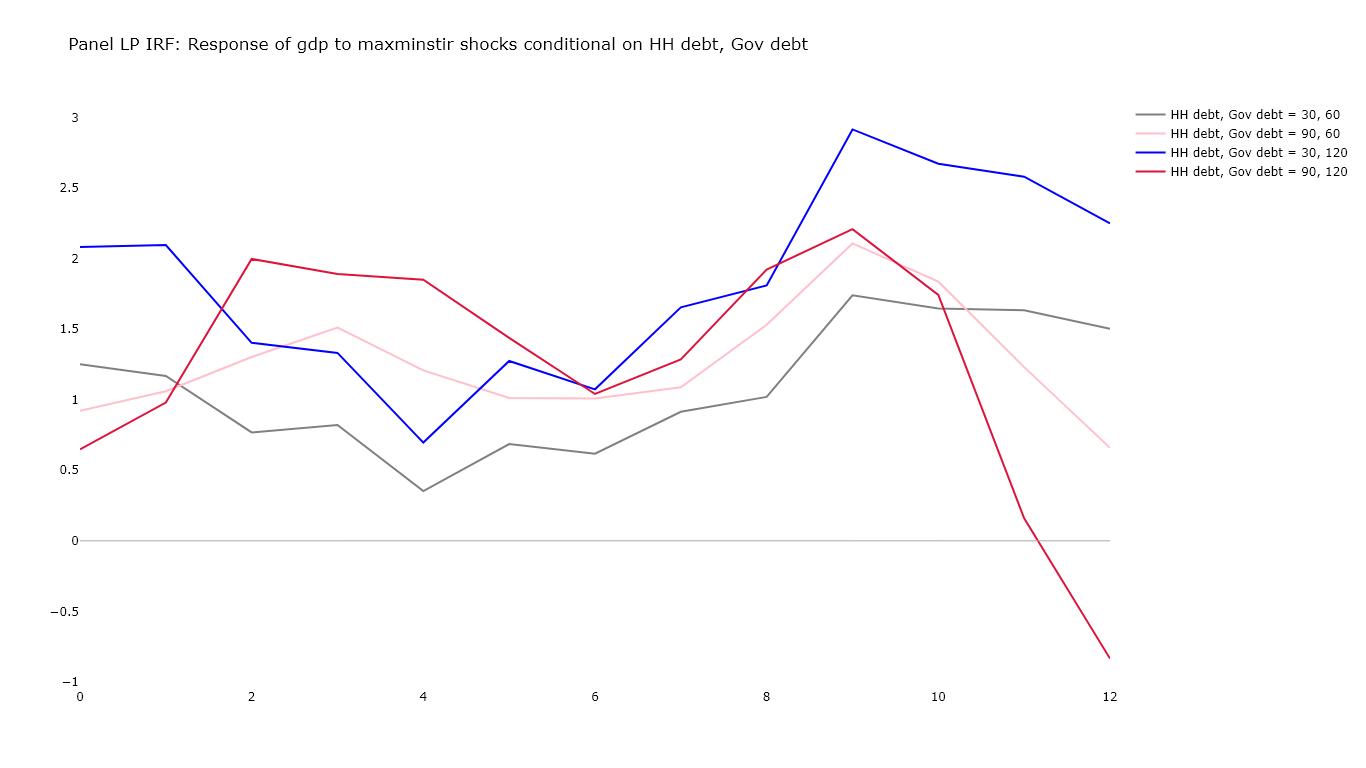 Panel LP IRF: Response of gdp to maxminstir shocks conditional on HH debt, Gov debt
HH debt, Gov debt = 30, 60
HH debt, Gov debt = 90, 60
HH debt, Gov debt = 30, 120
HH debt, Gov debt = 90, 120
3
2.5
2
1.5
1
0.5
0
−0.5
−1
0 2 4 6 8 10 12